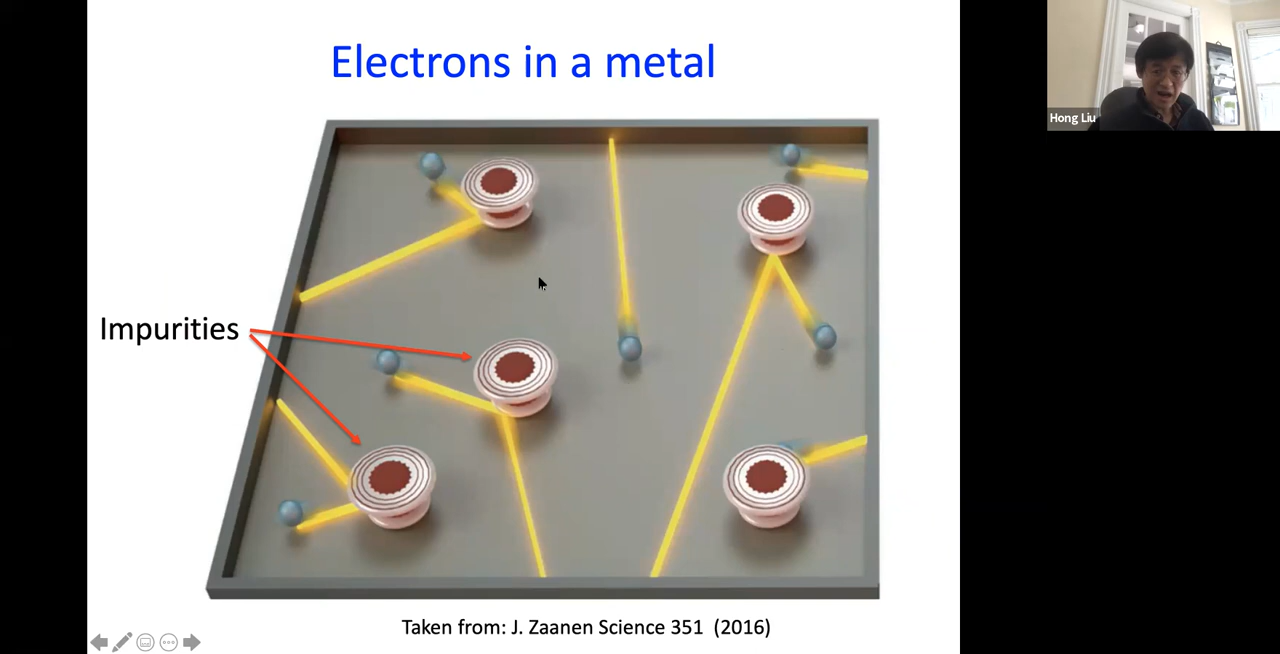 Electrons in a metal
Hong Liu
Impurities
Taken from: J. Zaanen Science 351 (2016)